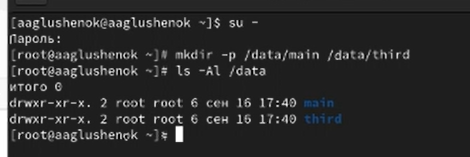 [aaglushenok@aaglushenok ~]$ su -
Пароль:
[root@aaglushenok ~]# mkdir -p /data/main /data/third
[root@aaglushenok ~]# ls -Al /data
итого 0
drwxr-xr-x. 2 root root 6 сен 16 17:40 main
drwxr-xr-x. 2 root root 6 сен 16 17:40 third
[root@aaglushenok ~]#